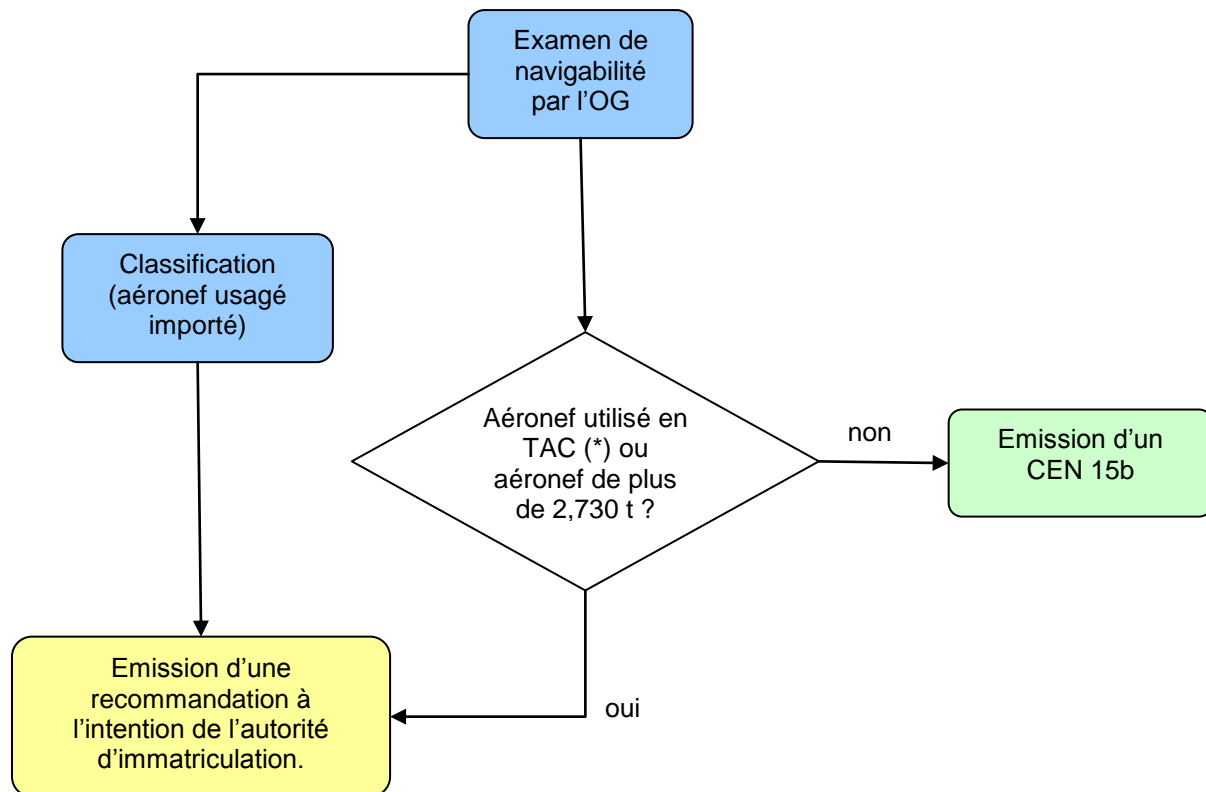 Examen de
navigabilité
par l’OG
Classification
(aéronef usagé
importé)
Aéronef utilisé en
TAC (*) ou
aéronef de plus
de 2,730 t ?
non
Emission d’un
CEN 15b
Emission d’une
recommandation à
l’intention de l’autorité
d’immatriculation.
oui